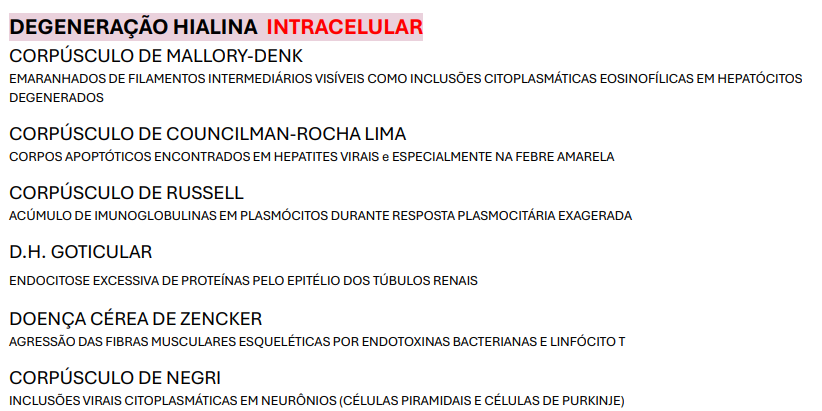 DEGENERAÇÃO HIALINA INTRACELULAR
CORPÚSCULO DE MALLORY-DENK
EMARANHADOS DE FILAMENTOS INTERMEDIÁRIOS VISÍVEIS COMO INCLUSÕES CITOPLASMÁTICAS EOSINOFÍLICAS EM HEPATÓCITOS
DEGENERADOS
CORPÚSCULO DE COUNCILMAN-ROCHA LIMA
CORPOS APOPTÓTICOS ENCONTRADOS EM HEPATITES VIRAIS e ESPECIALMENTE NA FEBRE AMARELA
CORPÚSCULO DE RUSSELL
ACÚMULO DE IMUNOGLOBULINAS EM PLASMÓCITOS DURANTE RESPOSTA PLASMOCITÁRIA EXAGERADA
D.H. GOTICULAR
ENDOCITOSE EXCESSIVA DE PROTEÍNAS PELO EPITÉLIO DOS TÚBULOS RENAIS
DOENÇA CÉREA DE ZENCKER
AGRESSÃO DAS FIBRAS MUSCULARES ESQUELÉTICAS POR ENDOTOXINAS BACTERIANAS E LINFÓCITO T
CORPÚSCULO DE NEGRI
INCLUSÕES VIRAIS CITOPLASMÁTICAS EM NEURÔNIOS (CÉLULAS PIRAMIDAIS E CÉLULAS DE PURKINJE)